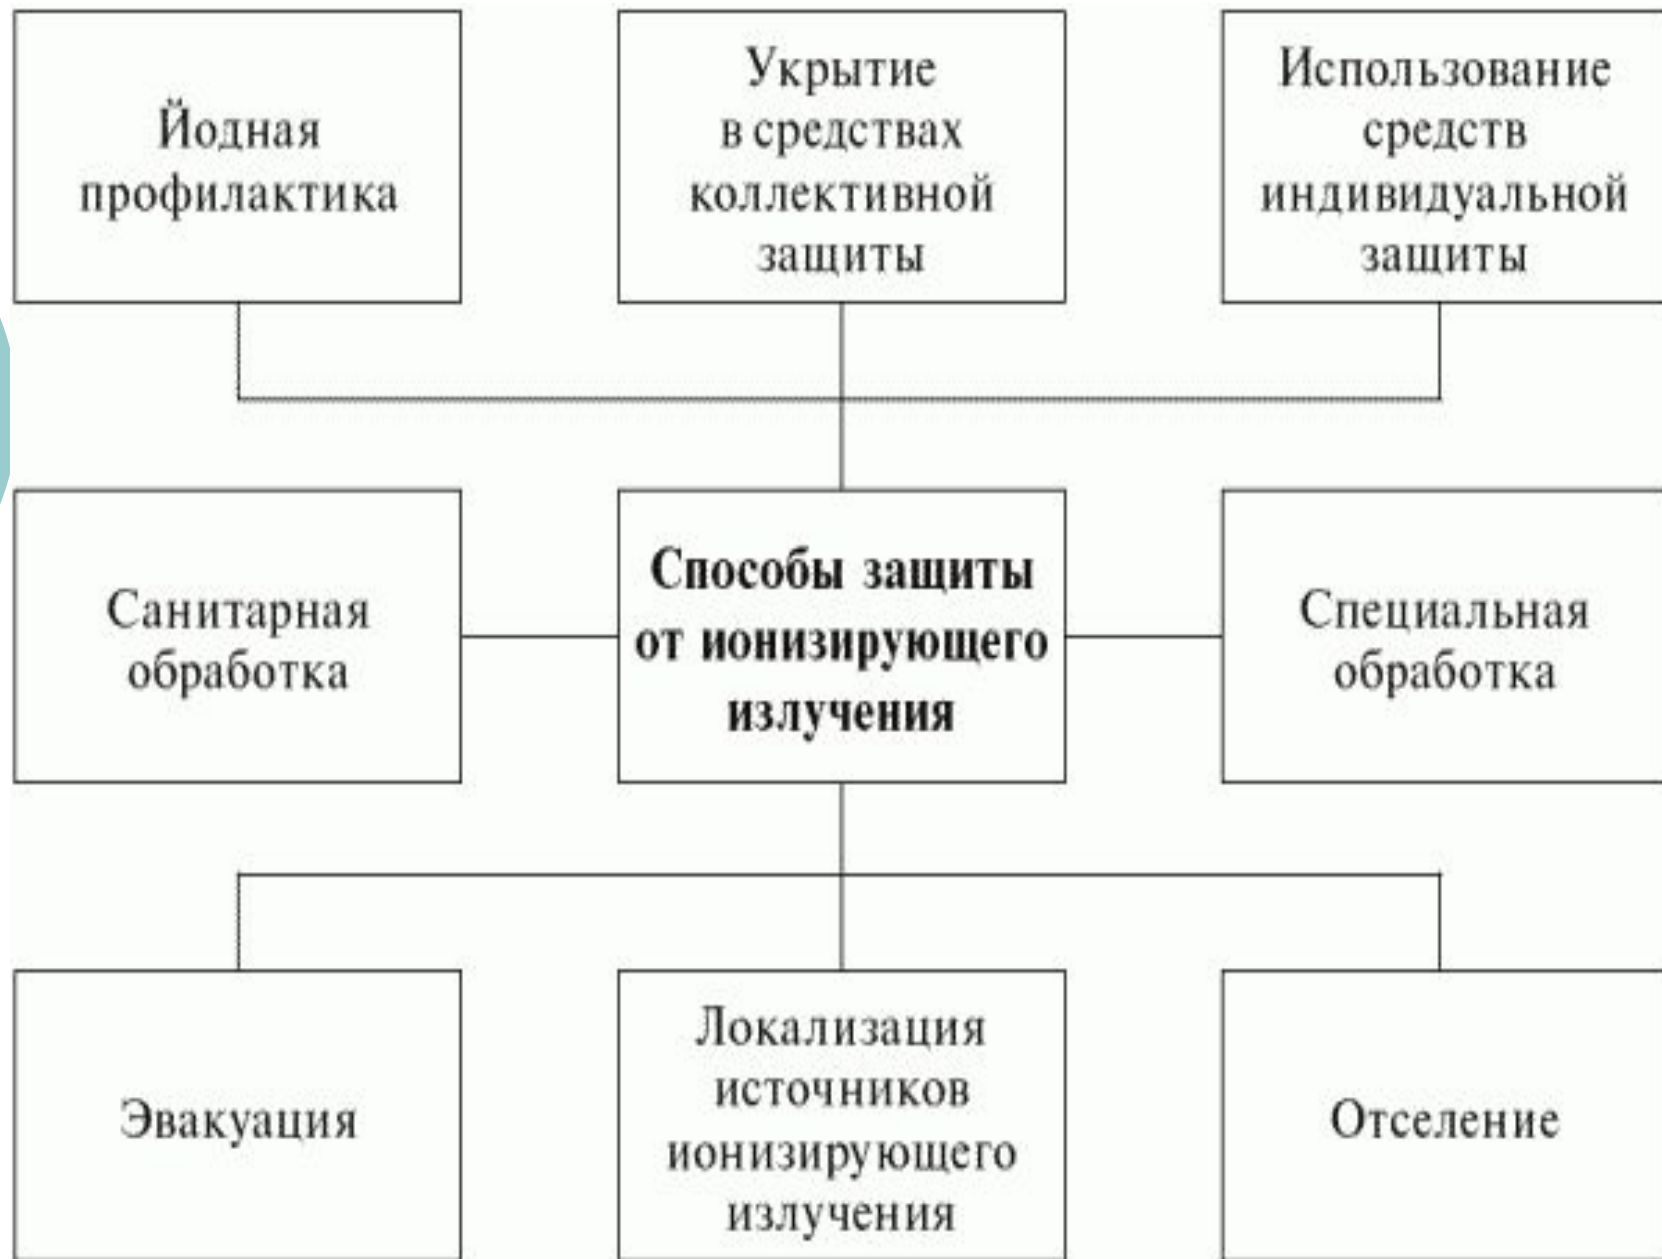 Йодная
профилактика
Укрытие
в средствах
коллективной
защиты
Использование
средств
индивидуальной
защиты
Санитарная
обработка
Способы защиты
от ионизирующего
излучения
Специальная
обработка
Эвакуация
Локализация
источников
ионизирующего
излучения
Отселение